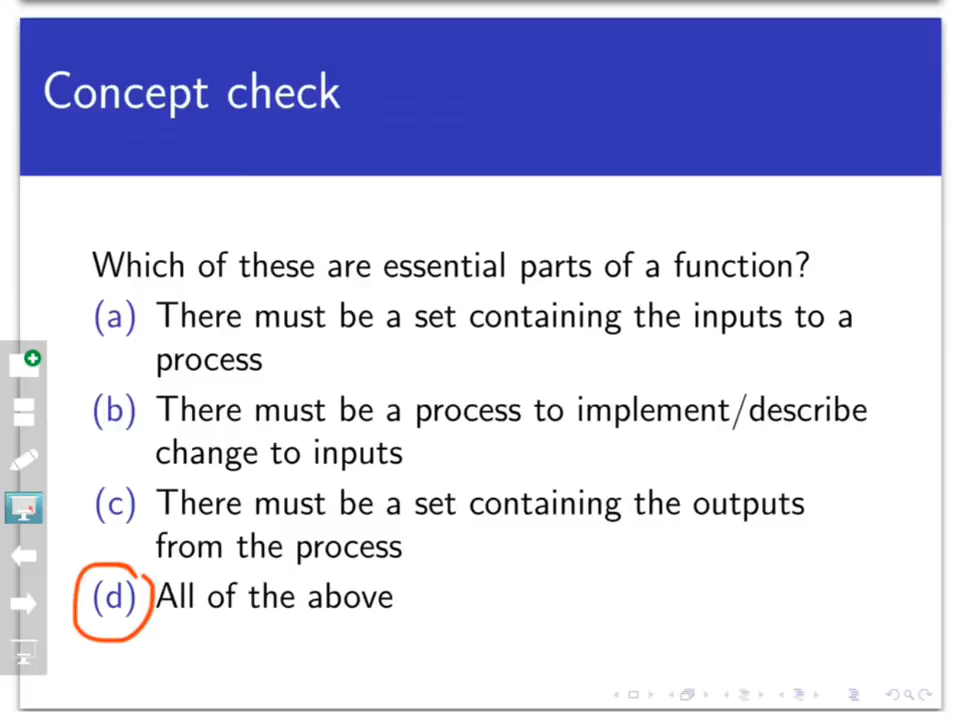 Concept check
Which of these are essential parts of a function?
(a) There must be a set containing the inputs to a
process
(b) There must be a process to implement/describe
change to inputs
(c) There must be a set containing the outputs
from the process
(d) All of the above